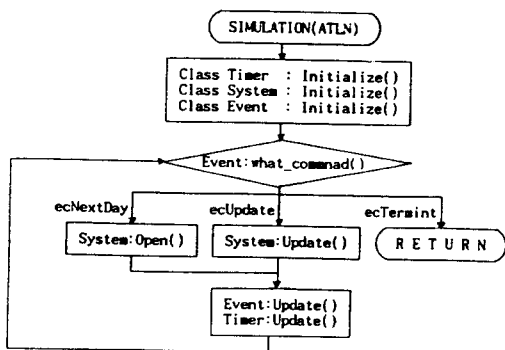 SIMULATION(ATLN)
Class Timer : Initialize()
Class System : Initialize()
Class Event : Initialize()
Event:what_commnad()
ecNextDay
ecUpdate
ecTermint
System:Open()
System:Update()
R E T U R N
Event:Update()
Timer:Update()